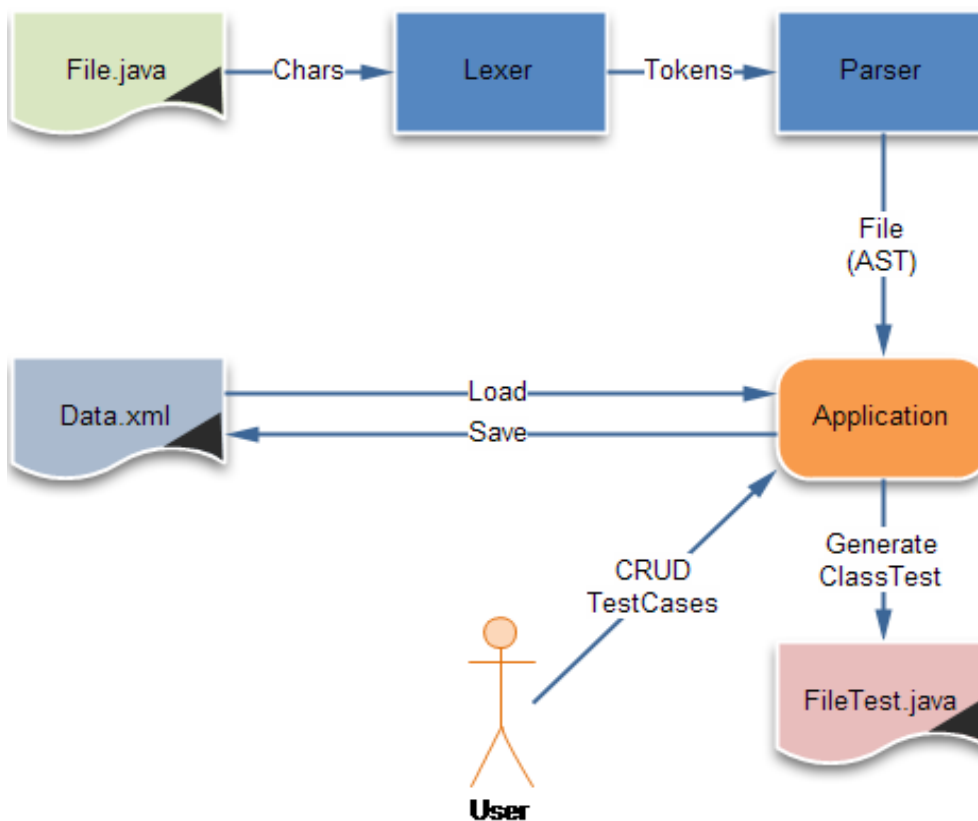 File.java
Chars
Lexer
Tokens
Parser
File
(AST)
Data.xml
Load
Save
Application
CRUD
TestCases
Generate
ClassTest
FileTest.java
User